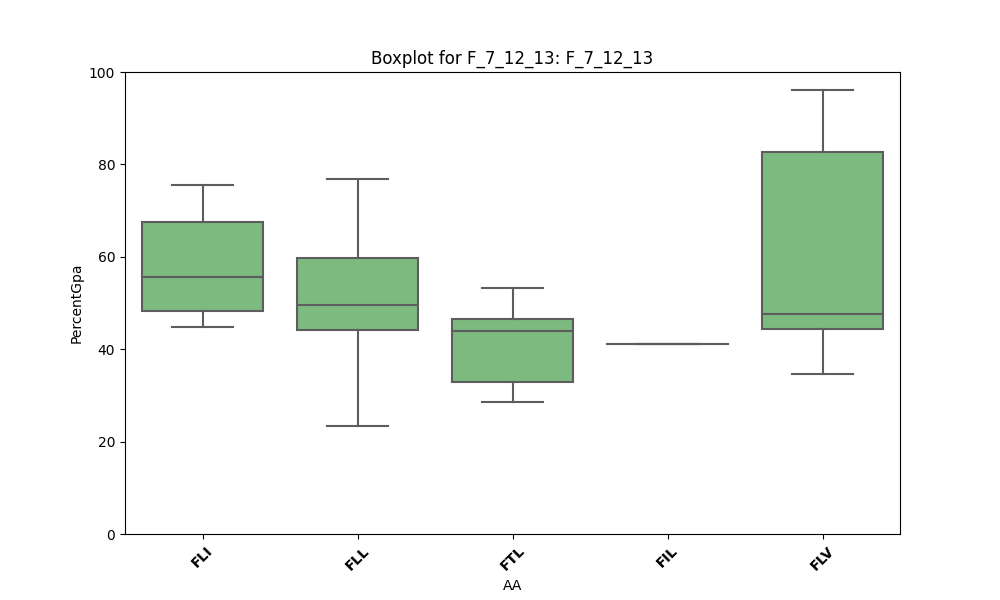 Boxplot for F_7_12_13: F_7_12_13
100
80
60
40
20
0
PercentGpa
FLI
FLL
FTL
FIL
FLV
AA